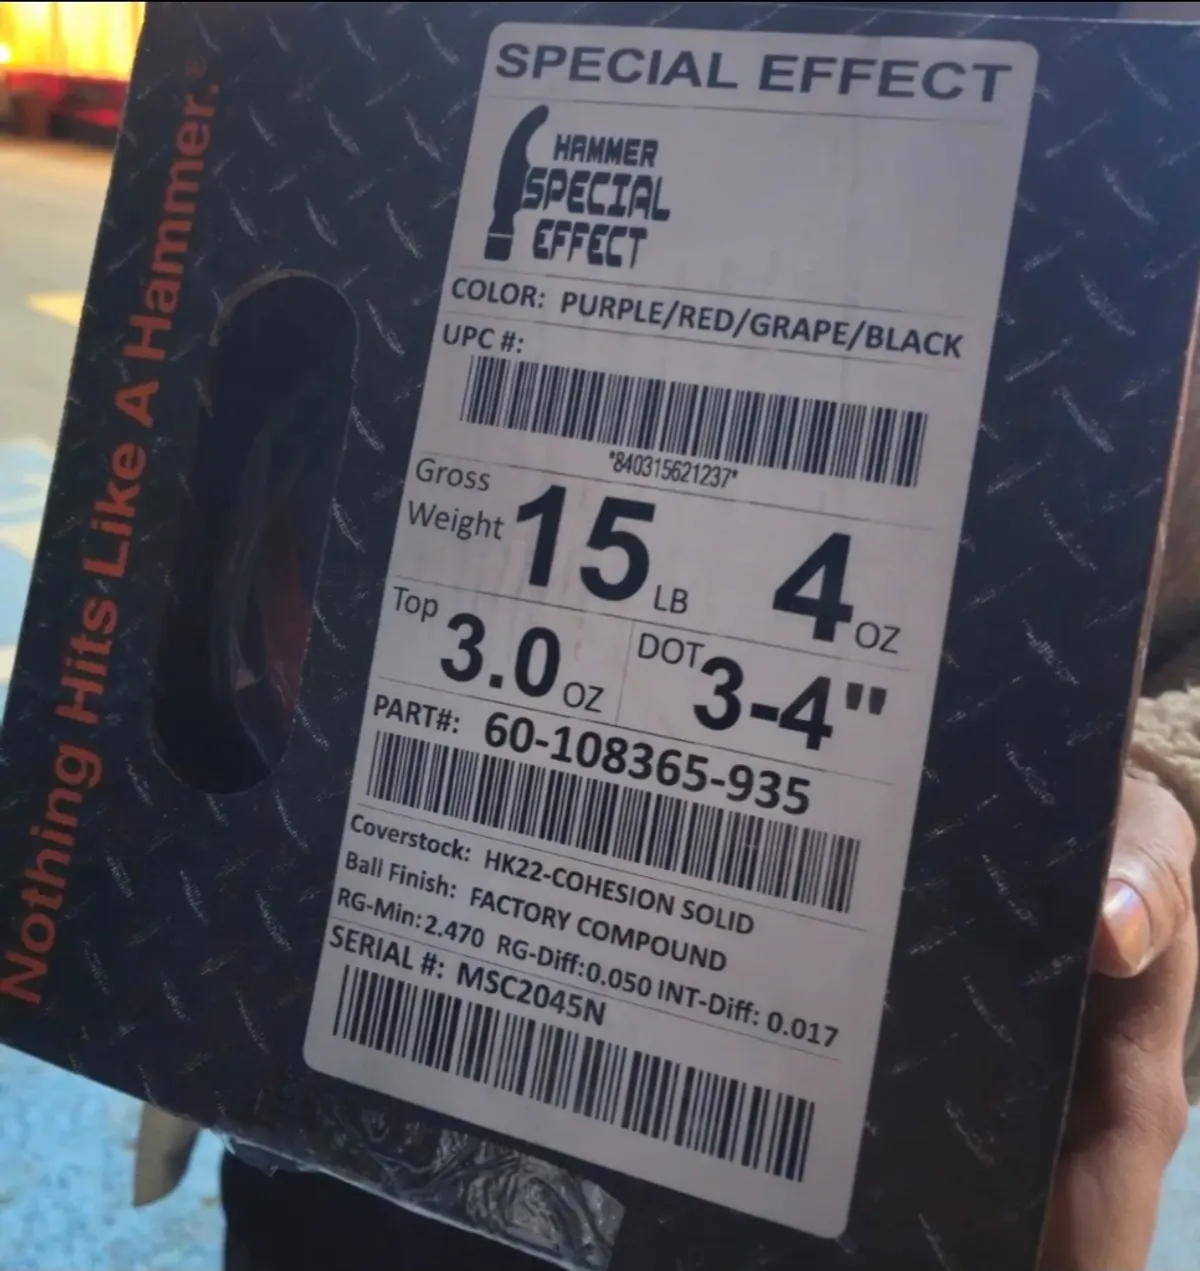 Nothing Hits Like A Hammer.®
SPECIAL EFFECT
HAMMER
SPECIAL
EFFECT
COLOR: PURPLE/RED/GRAPE/BLACK
UPC #:
*840315621237*
Gross
Weight 15 LB 4 OZ
Top 3.0 OZ DOT 3-4"
PART#: 60-108365-935
Coverstock: HK22-COHESION SOLID
Ball Finish: FACTORY COMPOUND
RG-Min: 2.470 RG-Diff: 0.050 INT-Diff: 0.017
SERIAL #: MSC2045N